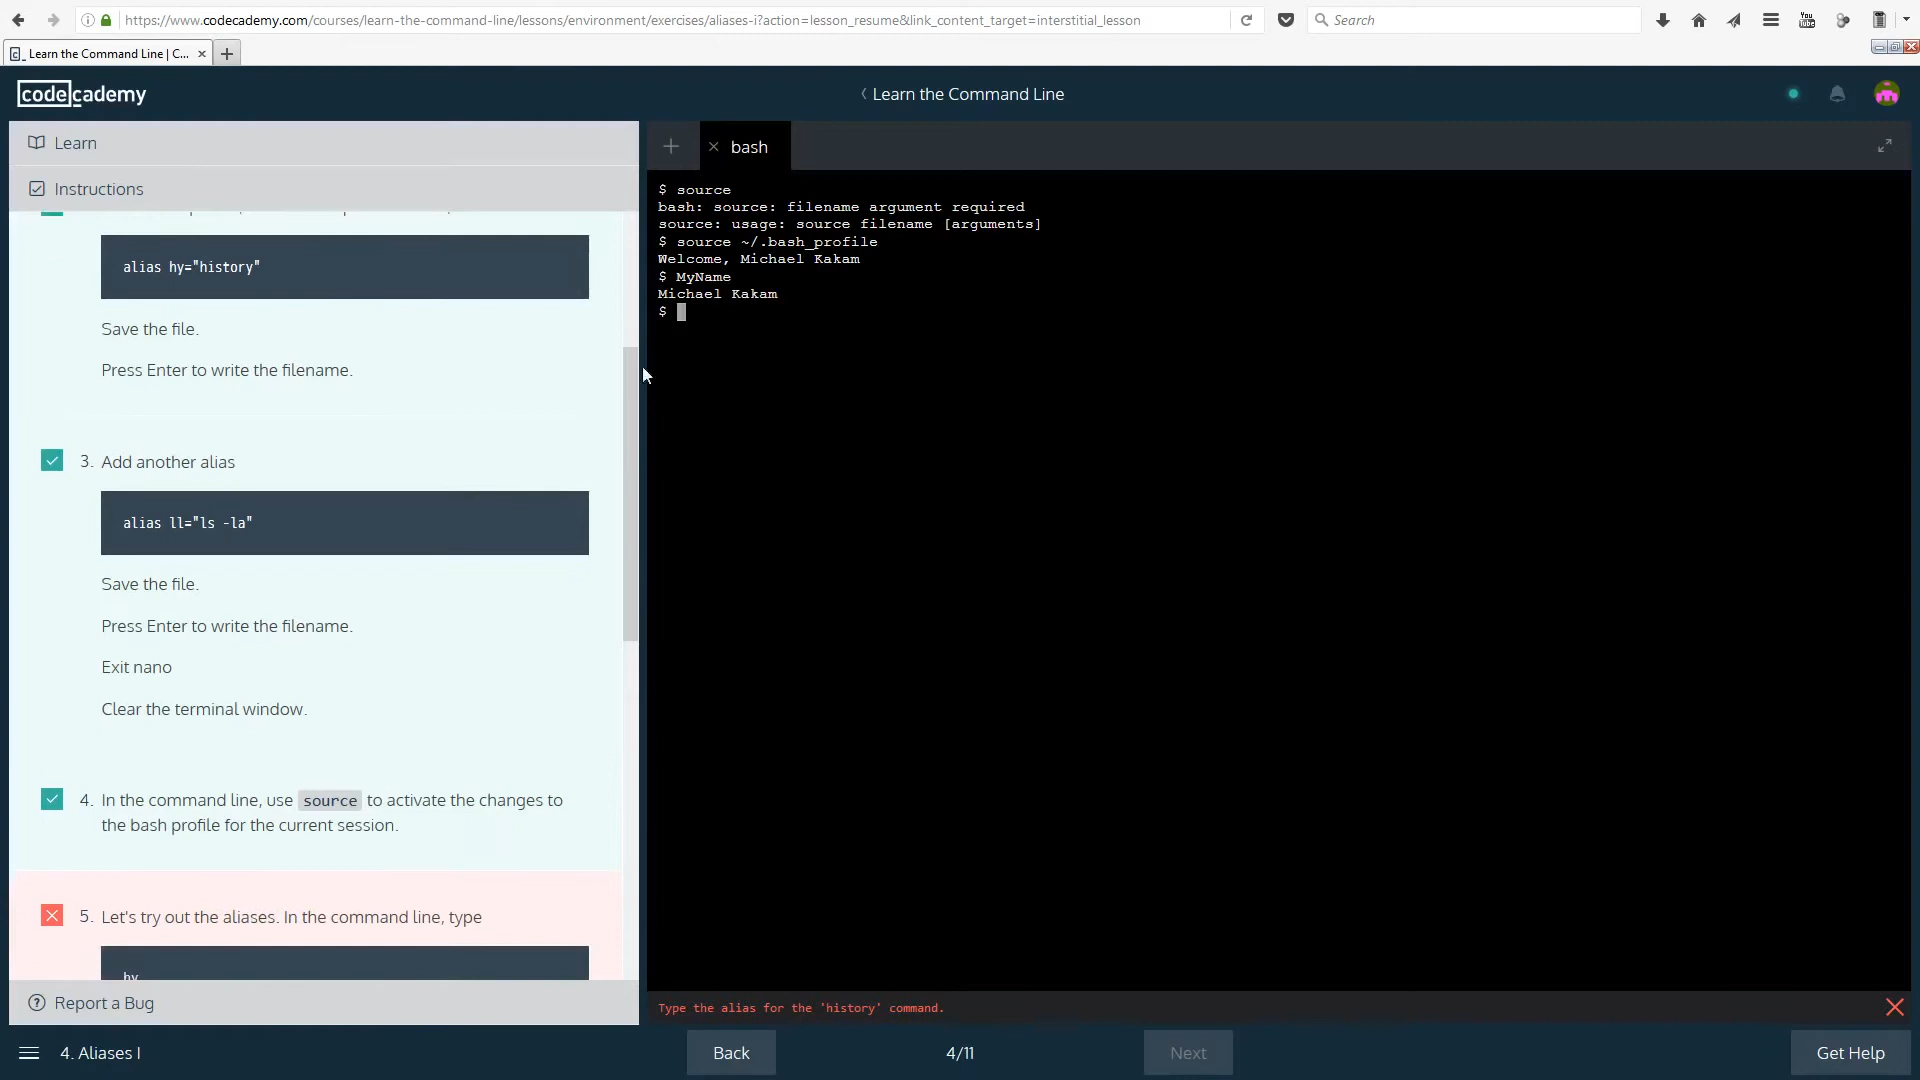 https://www.codecademy.com/courses/learn-the-command-line/lessons/environment/exercises/aliases-i?action=lesson_resume&link_content_target=interstitial_lesson
Search
Learn the Command Line | C...
code cademy
Learn the Command Line
Learn
Instructions
alias hy="history"
Save the file.
Press Enter to write the filename.
3. Add another alias
alias ll="ls -la"
Save the file.
Press Enter to write the filename.
Exit nano
Clear the terminal window.
4. In the command line, use source to activate the changes to
the bash profile for the current session.
5. Let's try out the aliases. In the command line, type
hy
Report a Bug
bash
$ source
bash: source: filename argument required
source: usage: source filename [arguments]
$ source ~/.bash_profile
Welcome, Michael Kakam
$ MyName
Michael Kakam
$
Type the alias for the 'history' command.
4. Aliases I
Back
4/11
Next
Get Help